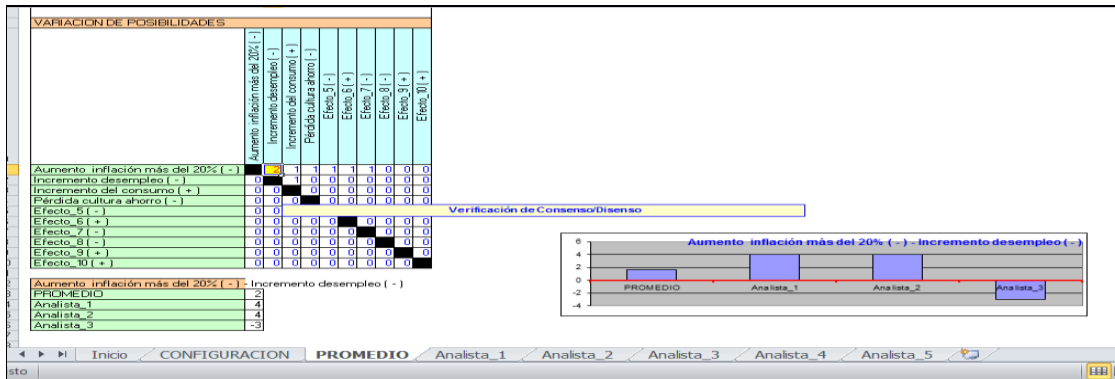 VARIACION DE POSIBILIDADES
Aumento inflación más del 20% ( - )
Incremento desempleo ( - )
Incremento del consumo ( + )
Pérdida cultura ahorro ( - )
Efecto_5 ( - )
Efecto_6 ( + )
Efecto_7 ( - )
Efecto_8 ( - )
Efecto_9 ( + )
Efecto_10 ( + )
Aumento inflación más del 20% ( - ) 2 1 1 1 1 1 0 0 0
Incremento desempleo ( - ) 0 1 0 0 0 0 0 0 0
Incremento del consumo ( + ) 0 0 0 0 0 0 0 0 0
Pérdida cultura ahorro ( - ) 0 0 0 0 0 0 0 0 0
Efecto_5 ( - ) 0 0
Verificación de Consenso/Disenso
Efecto_6 ( + ) 0 0 0 0 0 0 0 0 0
Efecto_7 ( - ) 0 0 0 0 0 0 0 0 0
Efecto_8 ( - ) 0 0 0 0 0 0 0 0 0
Efecto_9 ( + ) 0 0 0 0 0 0 0 0 0
Efecto_10 ( + ) 0 0 0 0 0 0 0 0 0
Aumento inflación más del 20% ( - ) - Incremento desempleo ( - )
PROMEDIO 2
Analista_1 4
Analista_2 4
Analista_3 -3
Aumento inflación más del 20% ( - ) - Incremento desempleo ( - )
6
4
2
0
-2
-4
PROMEDIO Analista_1 Analista_2 Analista_3
Inicio CONFIGURACION PROMEDIO Analista_1 Analista_2 Analista_3 Analista_4 Analista_5
sto